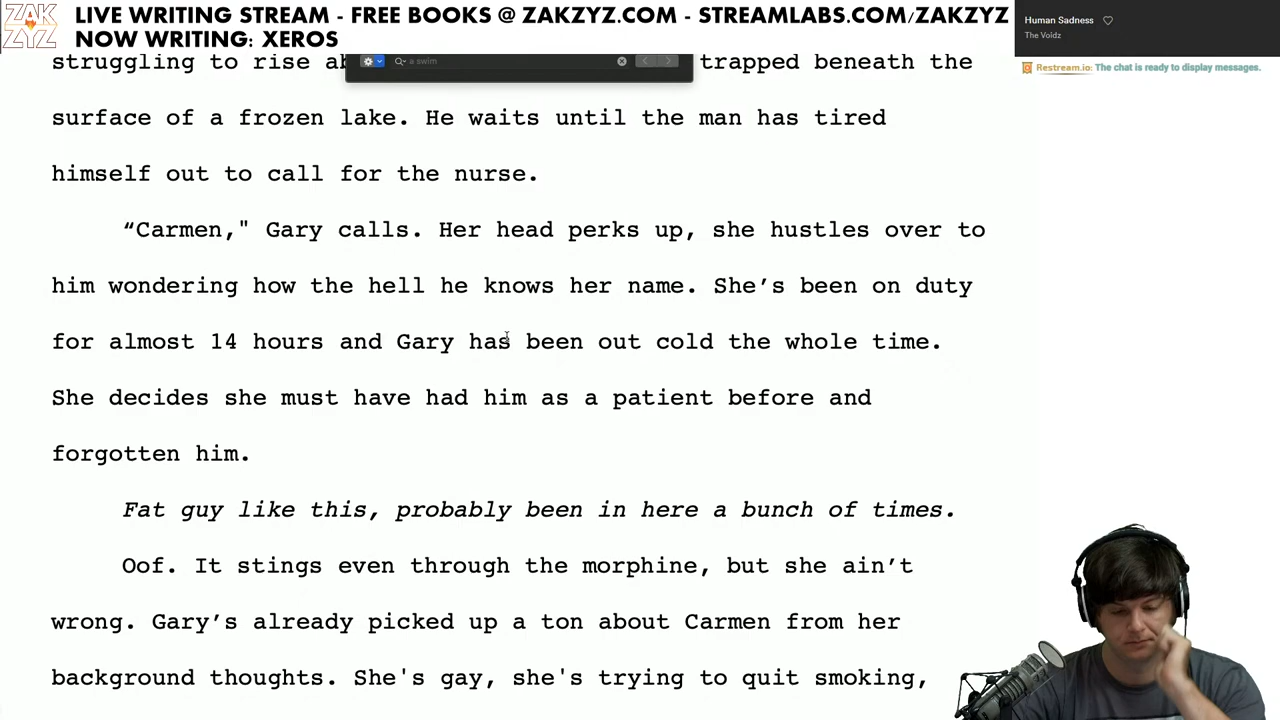 ZAK
ZYZ
LIVE WRITING STREAM - FREE BOOKS @ ZAKZYZ.COM - STREAMLABS.COM/ZAKZYZ
NOW WRITING: XEROS
Human Sadness
The Voidz
Restream.io: The chat is ready to display messages.
a swim
struggling to rise trapped beneath the
surface of a frozen lake. He waits until the man has tired
himself out to call for the nurse.
“Carmen," Gary calls. Her head perks up, she hustles over to
him wondering how the hell he knows her name. She’s been on duty
for almost 14 hours and Gary has been out cold the whole time.
She decides she must have had him as a patient before and
forgotten him.
Fat guy like this, probably been in here a bunch of times.
Oof. It stings even through the morphine, but she ain’t
wrong. Gary’s already picked up a ton about Carmen from her
background thoughts. She's gay, she's trying to quit smoking,